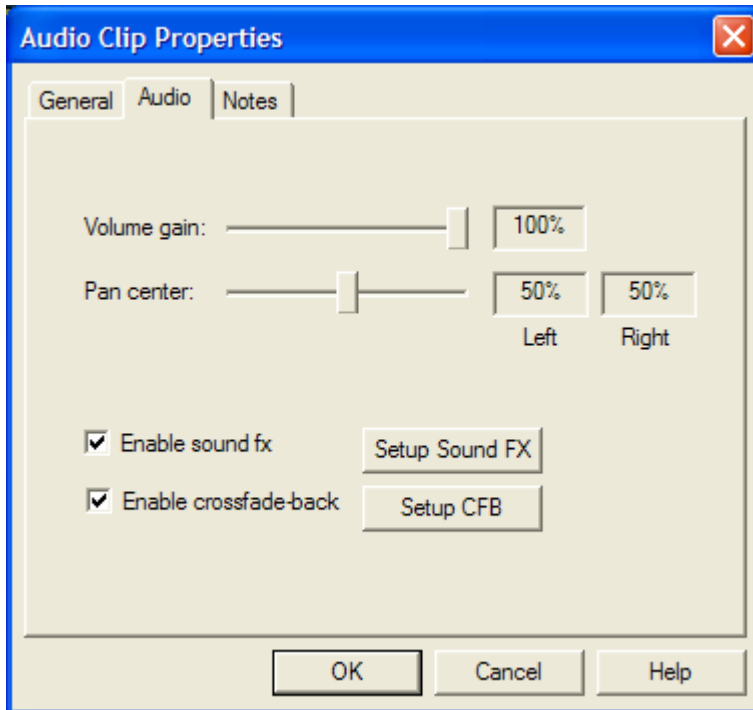 Audio Clip Properties
General Audio Notes
Volume gain: 100%
Pan center: 50% 50%
Left Right
Enable sound fx Setup Sound FX
Enable crossfade-back Setup CFB
OK Cancel Help